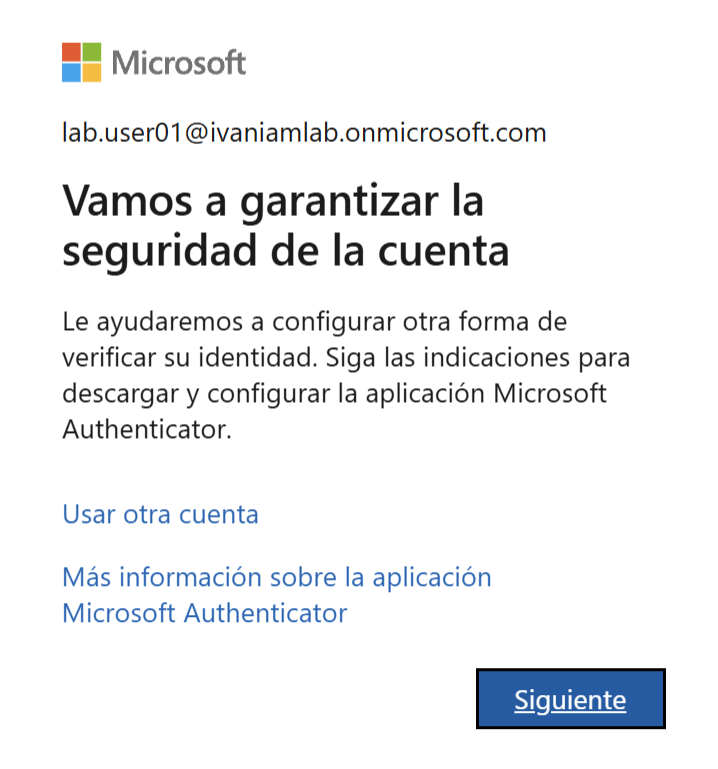 Microsoft
lab.user01@ivaniamlab.onmicrosoft.com
Vamos a garantizar la
seguridad de la cuenta
Le ayudaremos a configurar otra forma de
verificar su identidad. Siga las indicaciones para
descargar y configurar la aplicación Microsoft
Authenticator.
Usar otra cuenta
Más información sobre la aplicación
Microsoft Authenticator
Siguiente